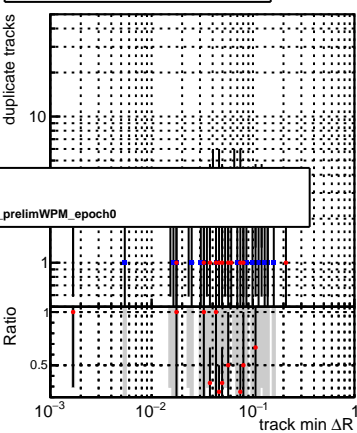 duplicate tracks
10
_prelimWPM_epoch0
1
Ratio
1
0.5
10⁻³ 10⁻² 10⁻¹ 1
track min ΔR